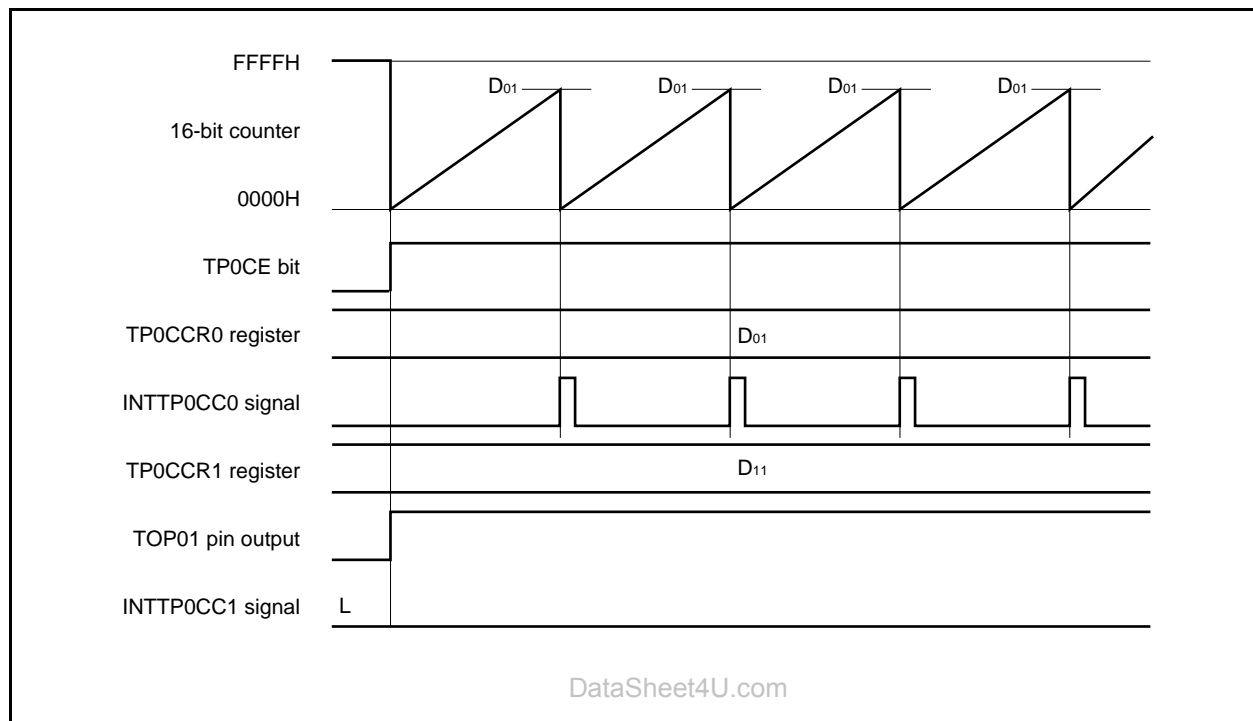 FFFFH
D01 D01 D01 D01
16-bit counter
0000H
TP0CE bit
TP0CCR0 register D01
INTTP0CC0 signal
TP0CCR1 register D11
TOP01 pin output
INTTP0CC1 signal L
DataSheet4U.com